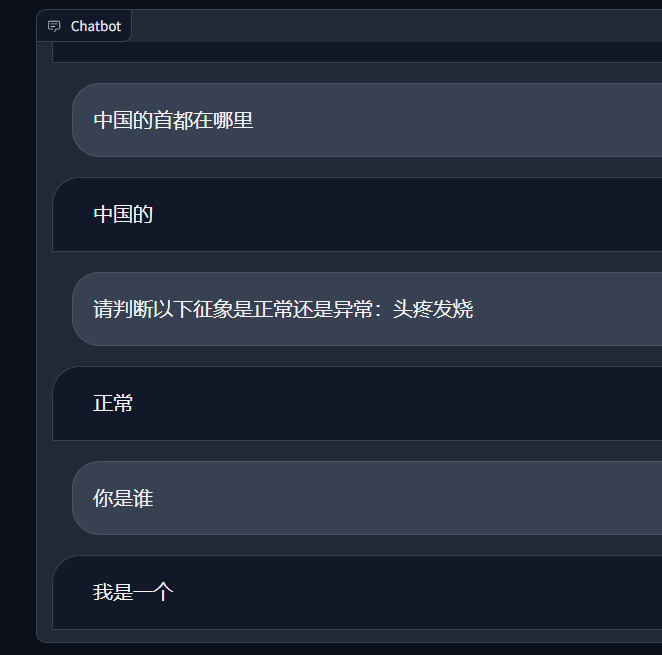 Chatbot
中国的首都在哪里
中国的
请判断以下征象是正常还是异常：头疼发烧
正常
你是谁
我是一个